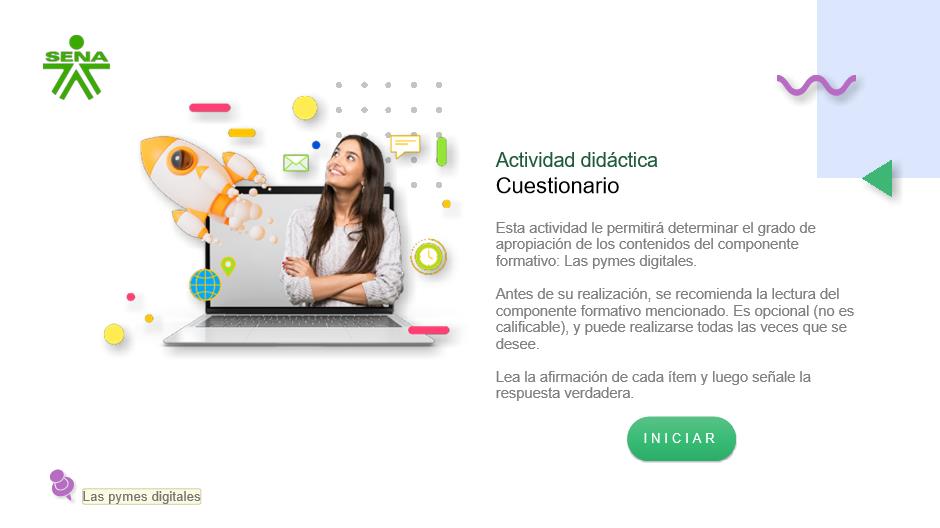 SENA
Actividad didáctica
Cuestionario
Esta actividad le permitirá determinar el grado de
apropiación de los contenidos del componente
formativo: Las pymes digitales.
Antes de su realización, se recomienda la lectura del
componente formativo mencionado. Es opcional (no es
calificable), y puede realizarse todas las veces que se
desee.
Lea la afirmación de cada ítem y luego señale la
respuesta verdadera.
INICIAR
Las pymes digitales